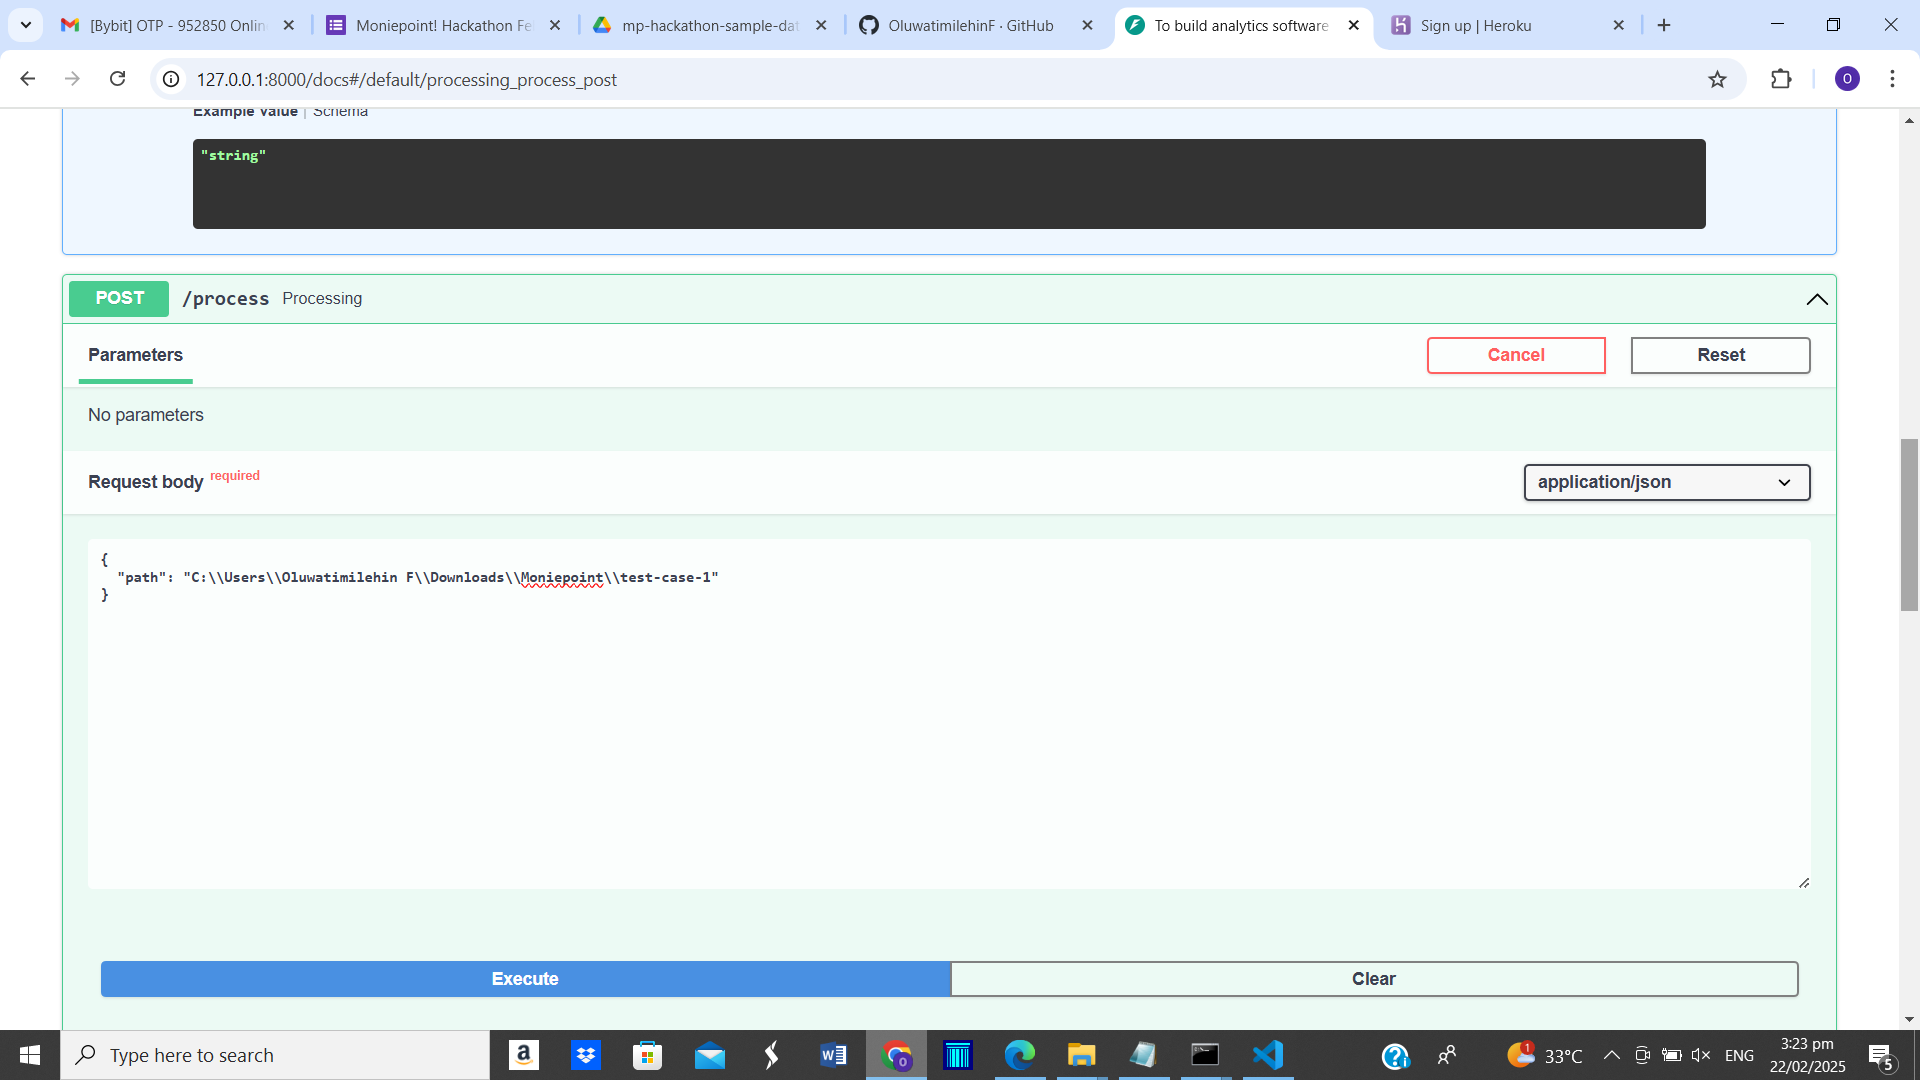 [Bybit] OTP - 952850 Onlin
Moniepoint! Hackathon Fe
mp-hackathon-sample-dat
OluwatimilehinF · GitHub
To build analytics software
Sign up | Heroku
127.0.0.1:8000/docs#/default/processing_process_post
O
Example Value | Schema
"string"
POST /process Processing
Parameters
Cancel
Reset
No parameters
Request body required
application/json
{
"path": "C:\\Users\\Oluwatimilehin F\\Downloads\\Moniepoint\\test-case-1"
}
Execute
Clear
Type here to search
33°C
ENG
3:23 pm
22/02/2025
5